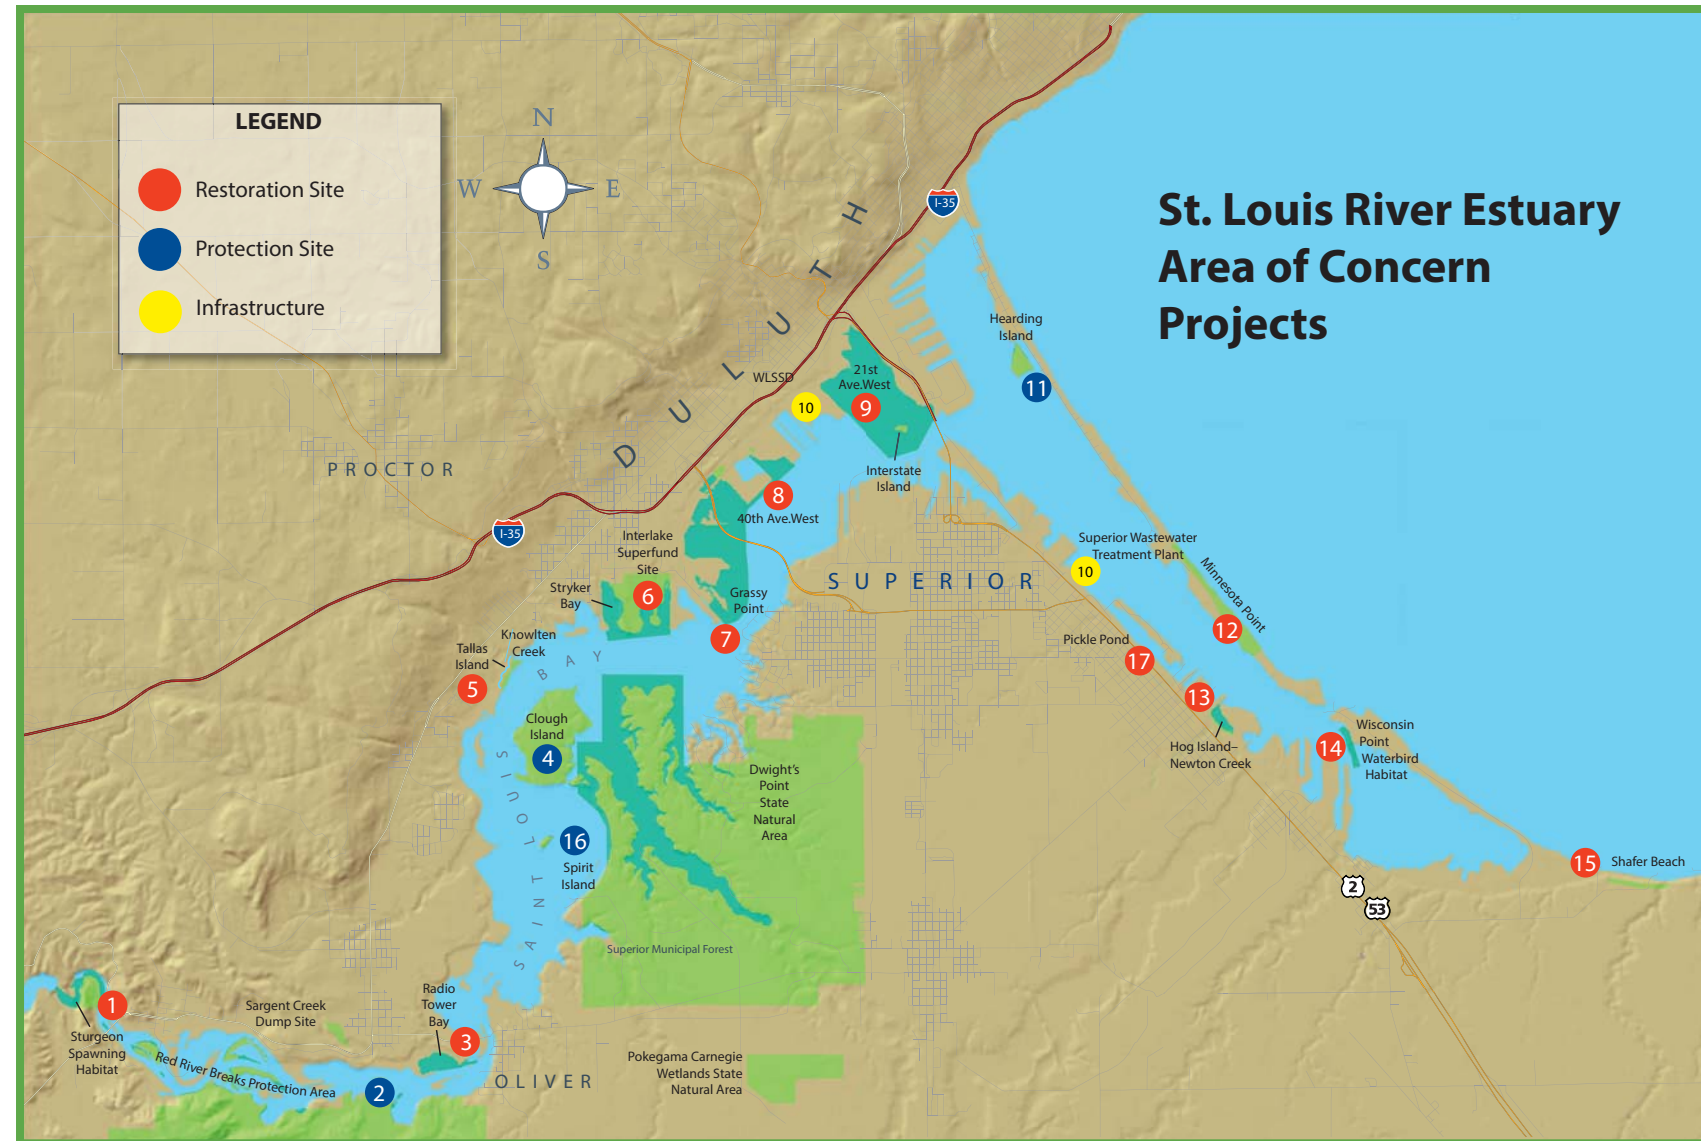 LEGEND
Restoration Site
Protection Site
Infrastructure
N
W
E
S
St. Louis River Estuary
Area of Concern
Projects
I-35
DULUTH
Hearding
Island
11
WLSSD
10
21st
Ave.West
9
Interstate
Island
PROCTOR
8
40th Ave.West
I-35
Interlake
Superfund
Site
6
Stryker
Bay
Grassy
Point
7
SUPERIOR
Superior Wastewater
Treatment Plant
10
Minnesota Point
12
Pickle Pond
17
13
Hog Island–
Newton Creek
14
Wisconsin
Point
Waterbird
Habitat
15
Shafer Beach
2
53
Knowlten
Creek
Tallas
Island
5
SAINT LOUIS BAY
Clough
Island
4
16
Spirit
Island
Dwight's
Point
State
Natural
Area
Superior Municipal Forest
1
Sturgeon
Spawning
Habitat
Sargent Creek
Dump Site
Red River Breaks Protection Area
2
Radio
Tower
Bay
3
OLIVER
Pokegama Carnegie
Wetlands State
Natural Area